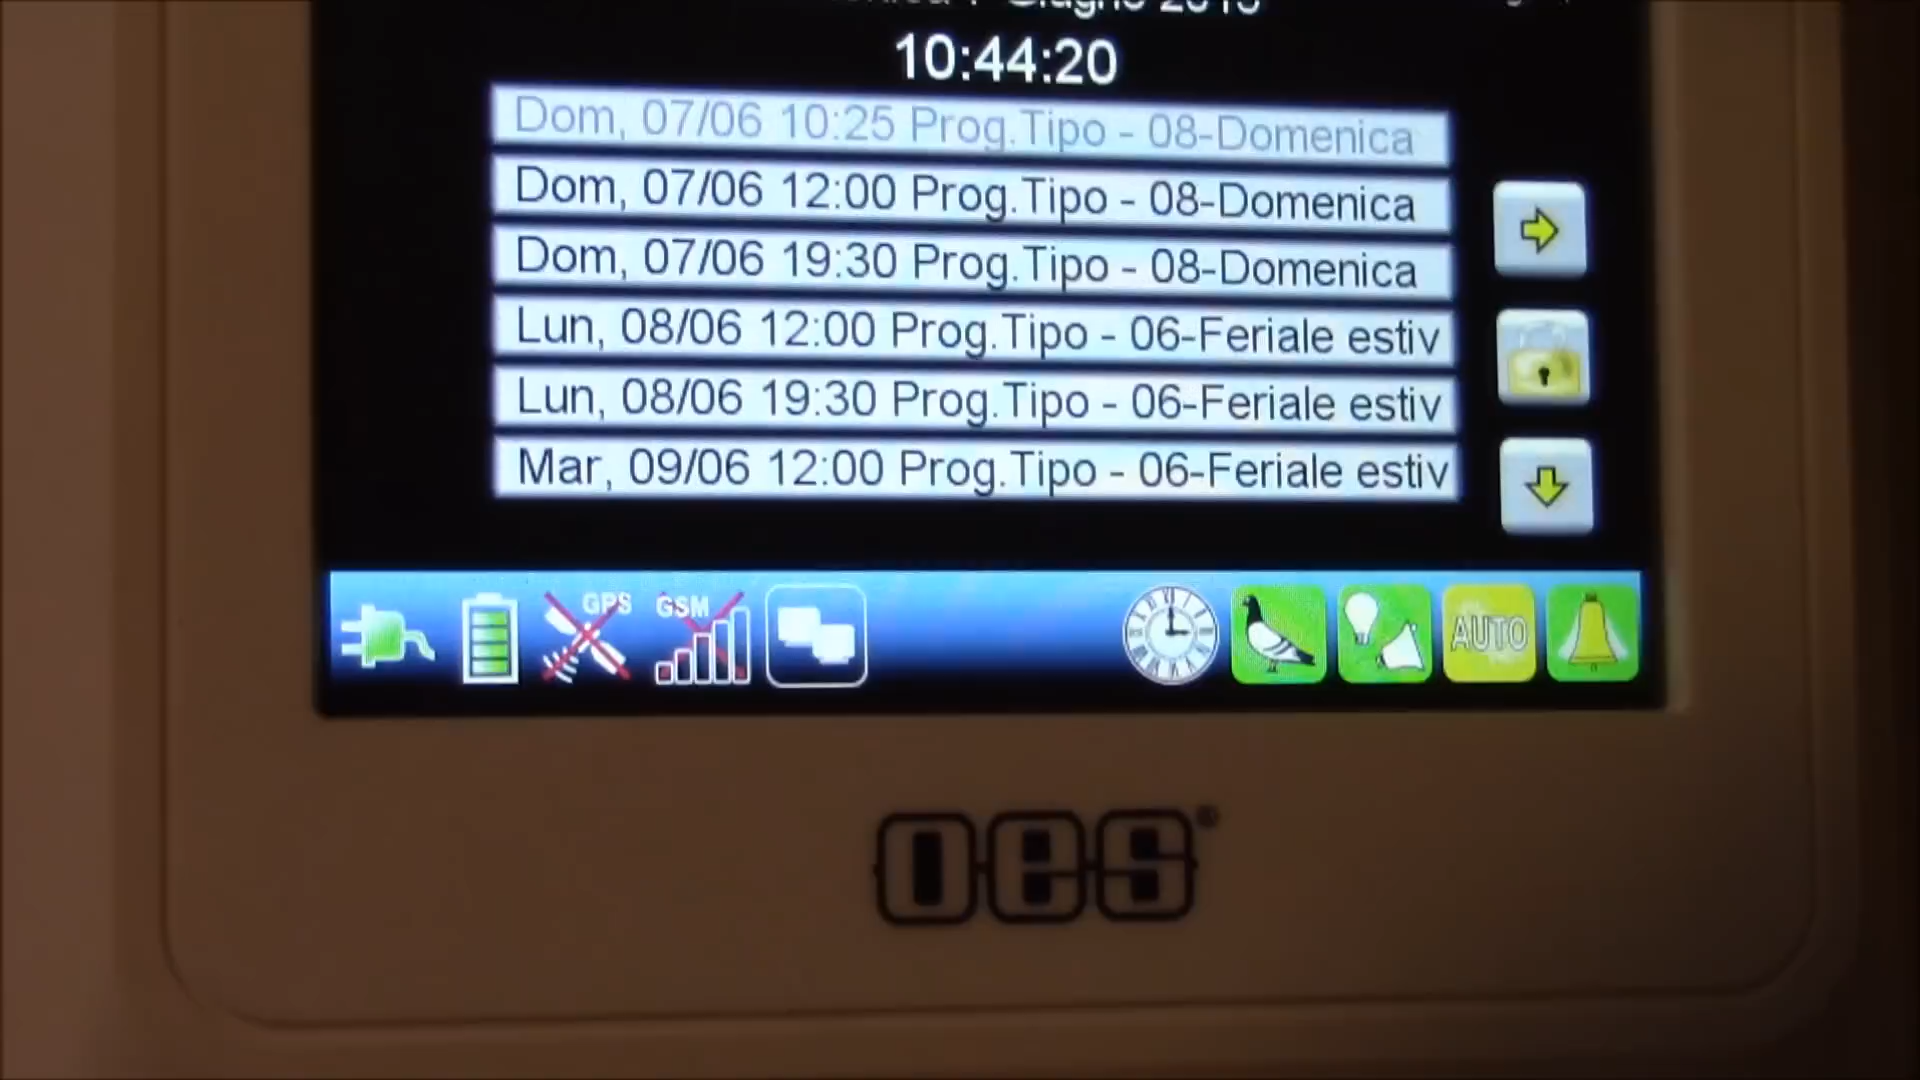 Giugno 2015
10:44:20
Dom, 07/06 10:25 Prog.Tipo - 08-Domenica
Dom, 07/06 12:00 Prog.Tipo - 08-Domenica
Dom, 07/06 19:30 Prog.Tipo - 08-Domenica
Lun, 08/06 12:00 Prog.Tipo - 06-Feriale estiv
Lun, 08/06 19:30 Prog.Tipo - 06-Feriale estiv
Mar, 09/06 12:00 Prog.Tipo - 06-Feriale estiv
GPS GSM AUTO
oes®